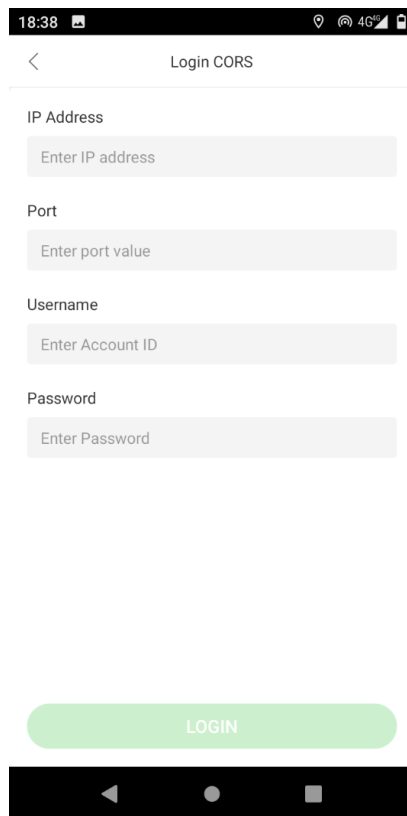 18:38 4G 4G
Login CORS
IP Address
Enter IP address
Port
Enter port value
Username
Enter Account ID
Password
Enter Password
LOGIN